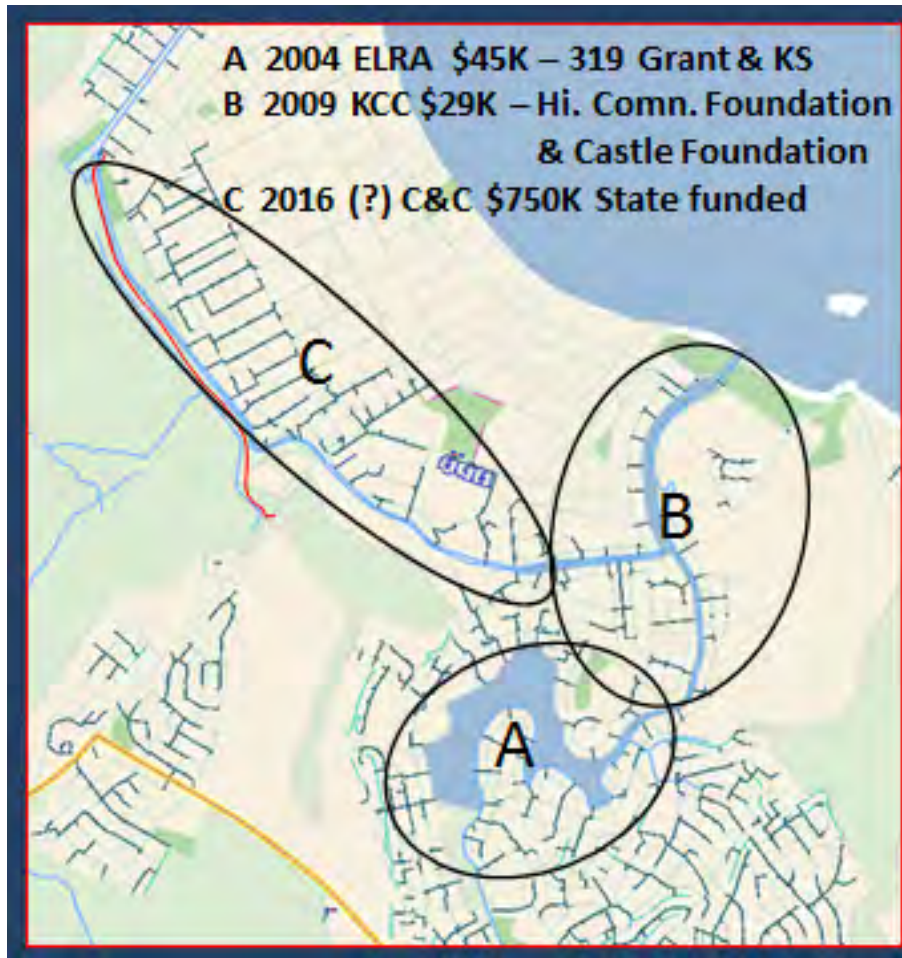 A 2004 ELRA $45K – 319 Grant & KS
B 2009 KCC $29K – Hi. Comn. Foundation
& Castle Foundation
C 2016 (?) C&C $750K State funded
C
B
A